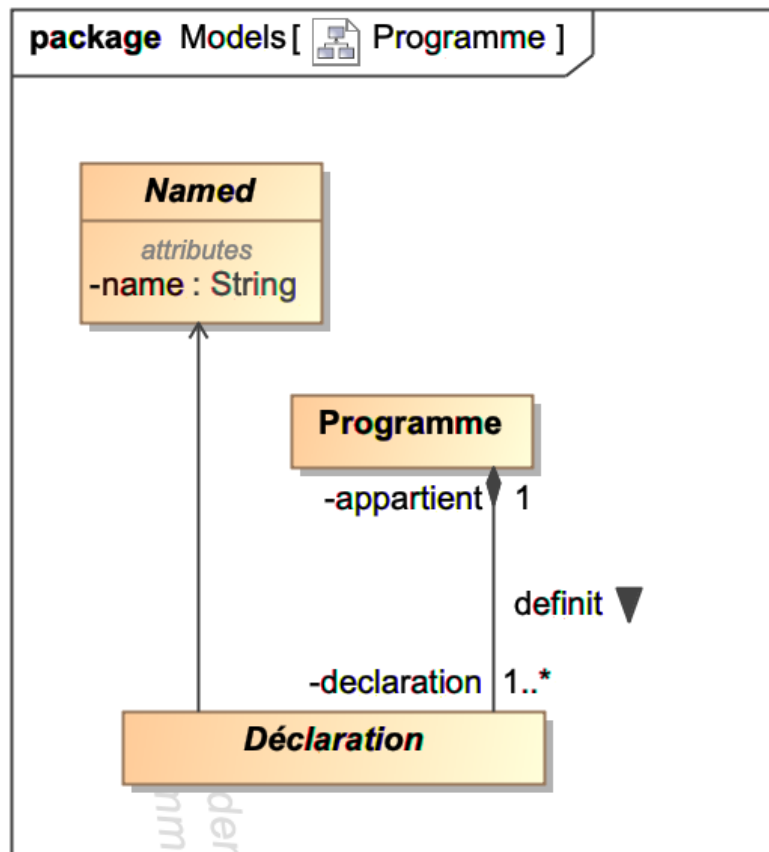 package Models[ Programme ]
Named
attributes
-name : String
Programme
-appartient 1
definit
-declaration 1..*
Déclaration